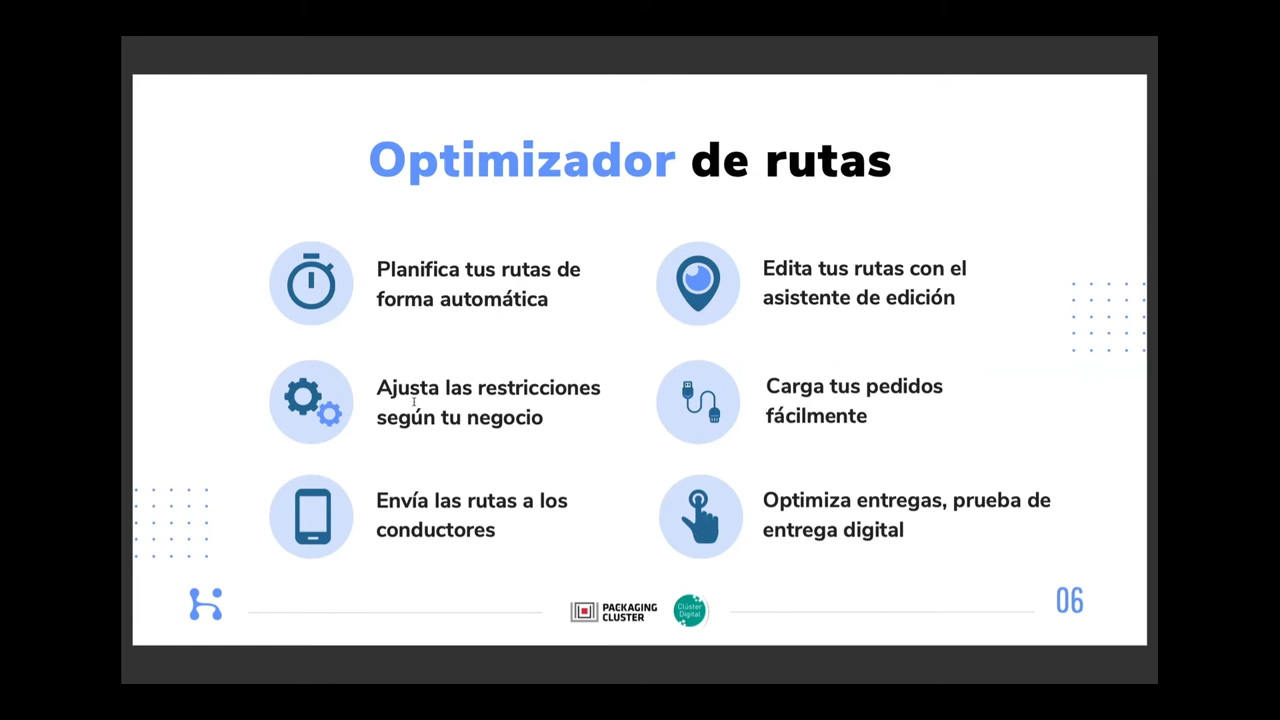 Optimizador de rutas
Planifica tus rutas de
forma automática
Edita tus rutas con el
asistente de edición
Ajusta las restricciones
según tu negocio
Carga tus pedidos
fácilmente
Envía las rutas a los
conductores
Optimiza entregas, prueba de
entrega digital
PACKAGING
CLUSTER
Clúster
Digital
06